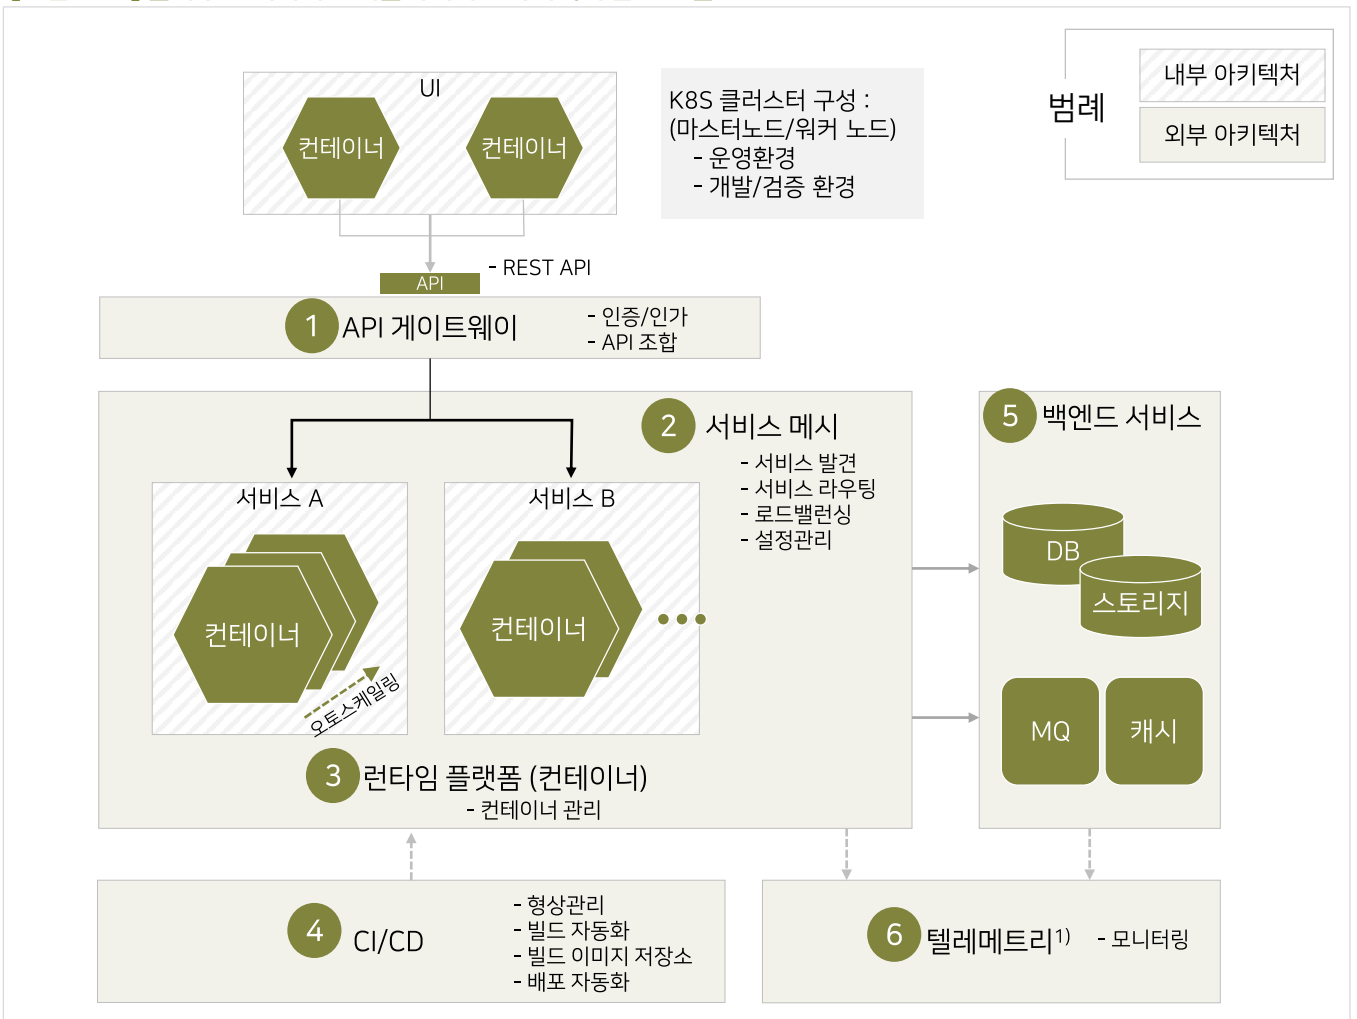 UI
컨테이너
컨테이너
K8S 클러스터 구성 :
(마스터노드/워커 노드)
- 운영환경
- 개발/검증 환경
범례
내부 아키텍처
외부 아키텍처
- REST API
API
1 API 게이트웨이
- 인증/인가
- API 조합
2 서비스 메시
- 서비스 발견
- 서비스 라우팅
- 로드밸런싱
- 설정관리
서비스 A
컨테이너
오토스케일링
서비스 B
컨테이너
3 런타임 플랫폼 (컨테이너)
- 컨테이너 관리
5 백엔드 서비스
DB
스토리지
MQ
캐시
4 CI/CD
- 형상관리
- 빌드 자동화
- 빌드 이미지 저장소
- 배포 자동화
6 텔레메트리1)
- 모니터링